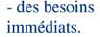 - des besoins
immédiats.